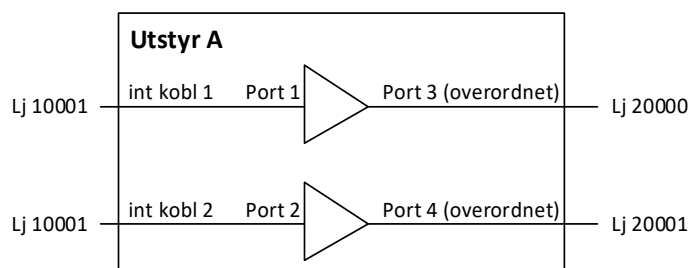 Utstyr A
Lj 10001 int kobl 1 Port 1 Port 3 (overordnet) Lj 20000
Lj 10001 int kobl 2 Port 2 Port 4 (overordnet) Lj 20001